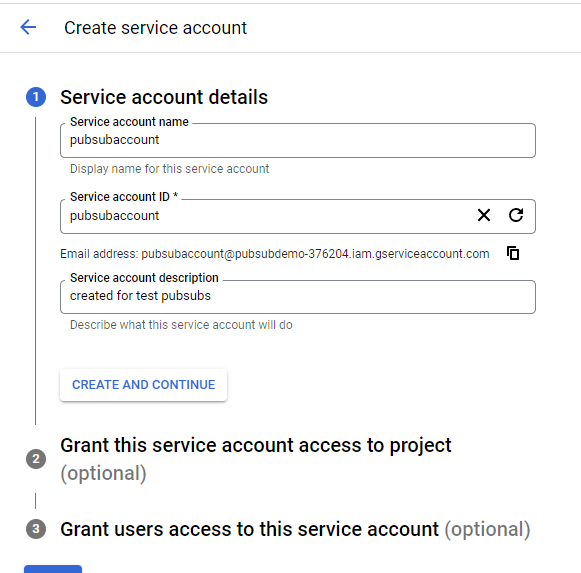 Create service account
1
Service account details
Service account name
pubsubaccount
Display name for this service account
Service account ID *
pubsubaccount
Email address: pubsubaccount@pubsubdemo-376204.iam.gserviceaccount.com
Service account description
created for test pubsubs
Describe what this service account will do
CREATE AND CONTINUE
2
Grant this service account access to project
(optional)
3
Grant users access to this service account (optional)